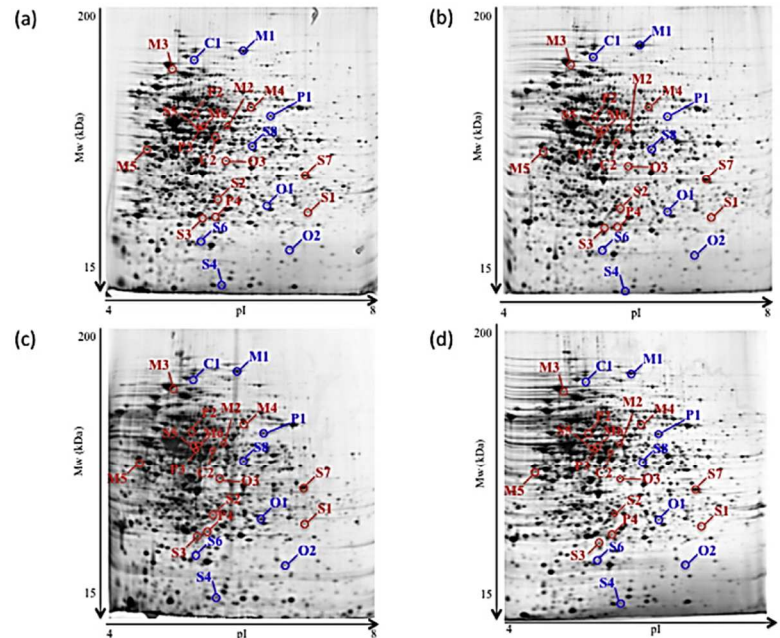 (a)
200
M3
C1
M1
M2
M4
P1
M5
S8
O3
S7
S2
P4
O1
S1
S3
S6
O2
S4
Mw (kDa)
15
4
pI
8
(b)
200
M3
C1
M1
M2
M4
P1
M5
S8
O3
S7
S2
P4
O1
S1
S3
S6
O2
S4
Mw (kDa)
15
4
pI
8
(c)
200
M3
C1
M1
M2
M4
P1
M5
S8
O3
S7
S2
P4
O1
S1
S3
S6
O2
S4
Mw (kDa)
15
4
pI
8
(d)
200
M3
C1
M1
M2
M4
P1
M5
S8
O3
S7
S2
P4
O1
S1
S3
S6
O2
S4
Mw (kDa)
15
4
pI
8